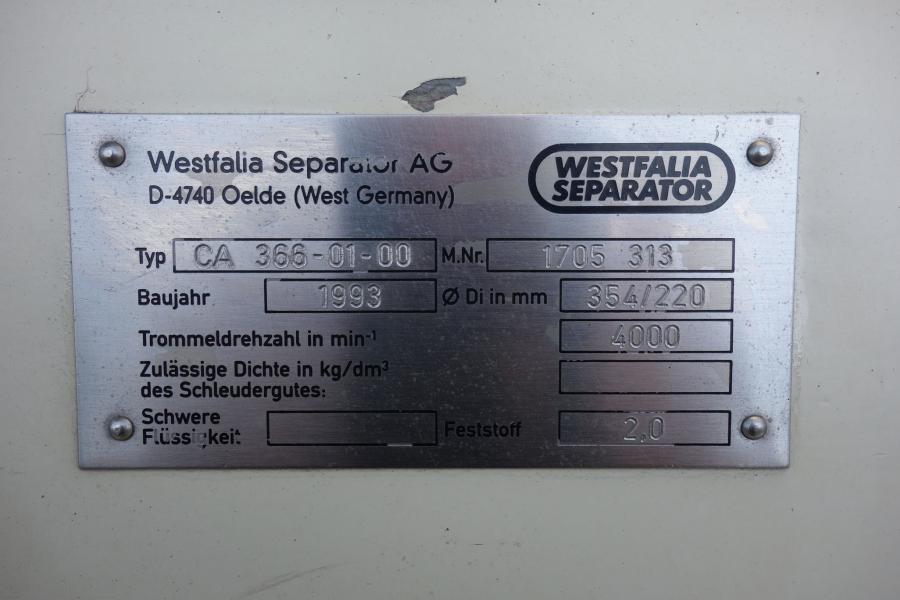 Westfalia Separator AG
D-4740 Oelde (West Germany)
WESTFALIA
SEPARATOR
Typ CA 366-01-00 M.Nr. 1705 313
Baujahr 1993 Ø Di in mm 354/220
Trommeldrehzahl in min⁻¹ 4000
Zulässige Dichte in kg/dm³
des Schleudergutes:
Schwere
Flüssigkeit Feststoff 2,0